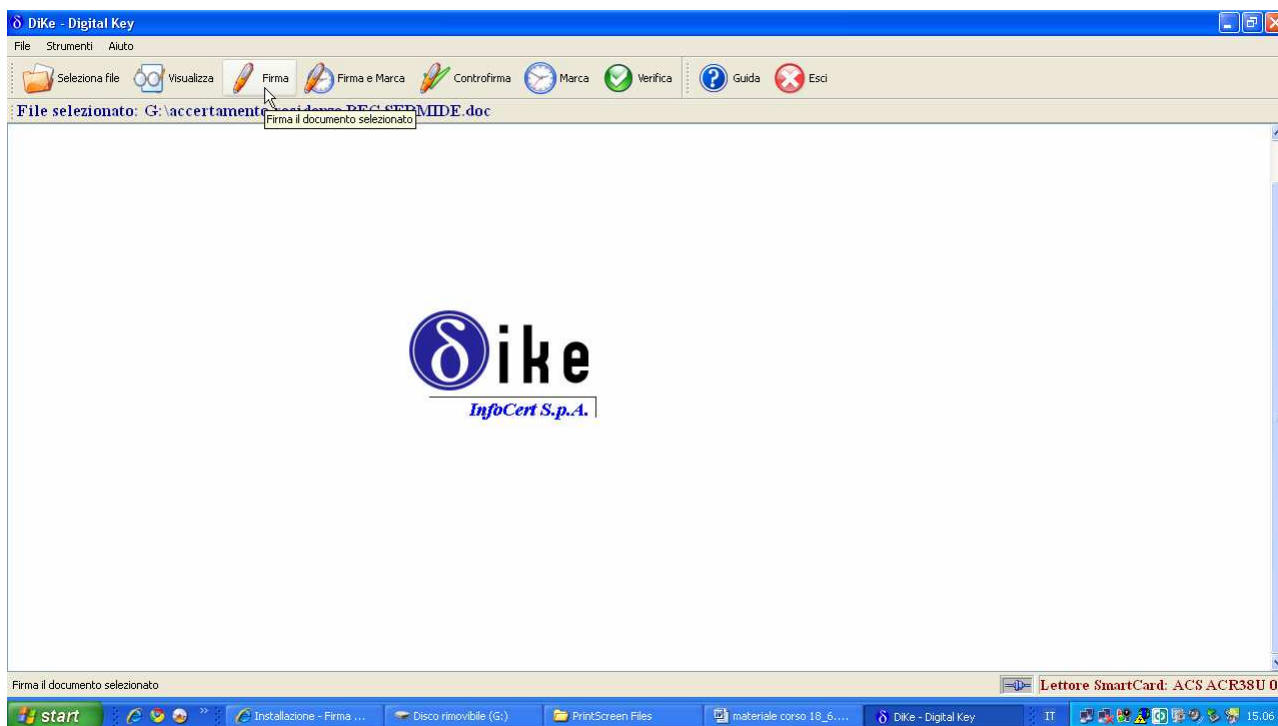 DiKe - Digital Key
File Strumenti Aiuto
Seleziona file Visualizza Firma Firma e Marca Controfirma Marca Verifica Guida Esci
File selezionato: G:\accertamento SERMIDE.doc
Firma il documento selezionato
δike
InfoCert S.p.A.
Firma il documento selezionato
Lettore SmartCard: ACS ACR38U 0
start Installazione - Firma ... Disco rimovibile (G:) PrintScreen Files materiale corso 18_6.... DiKe - Digital Key IT 15.06